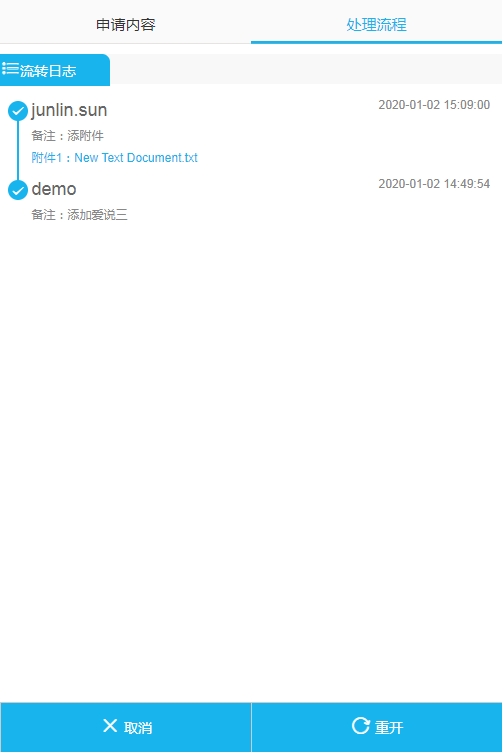 申请内容 处理流程
流转日志
junlin.sun 2020-01-02 15:09:00
备注：添附件
附件1：New Text Document.txt
demo 2020-01-02 14:49:54
备注：添加爱说三
取消 重开